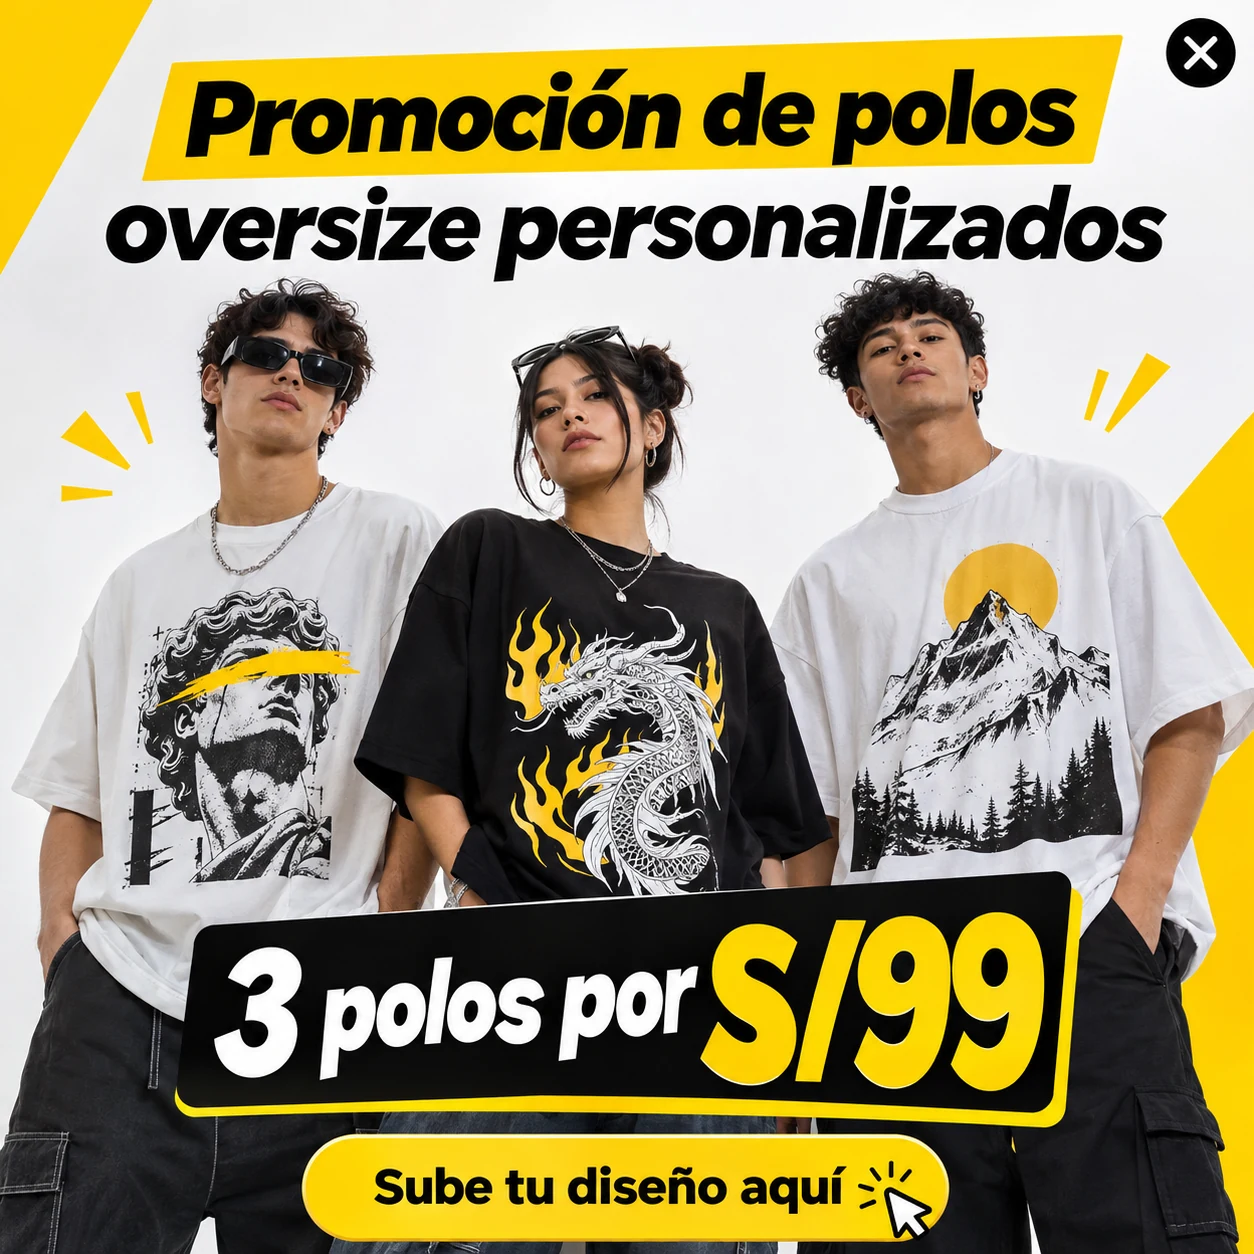 Promoción de polos
oversize personalizados
3 polos por S/99
Sube tu diseño aquí